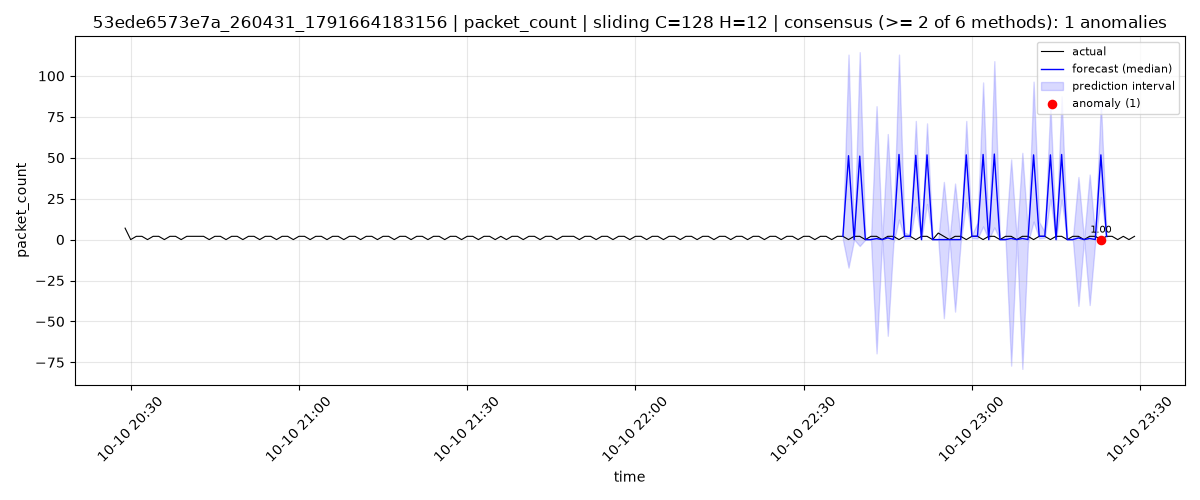 53ede6573e7a_260431_1791664183156 | packet_count | sliding C=128 H=12 | consensus (>= 2 of 6 methods): 1 anomalies
actual
forecast (median)
prediction interval
anomaly (1)
packet_count
100
75
50
25
0
−25
−50
−75
1.00
10-10 20:30
10-10 21:00
10-10 21:30
10-10 22:00
10-10 22:30
10-10 23:00
10-10 23:30
time